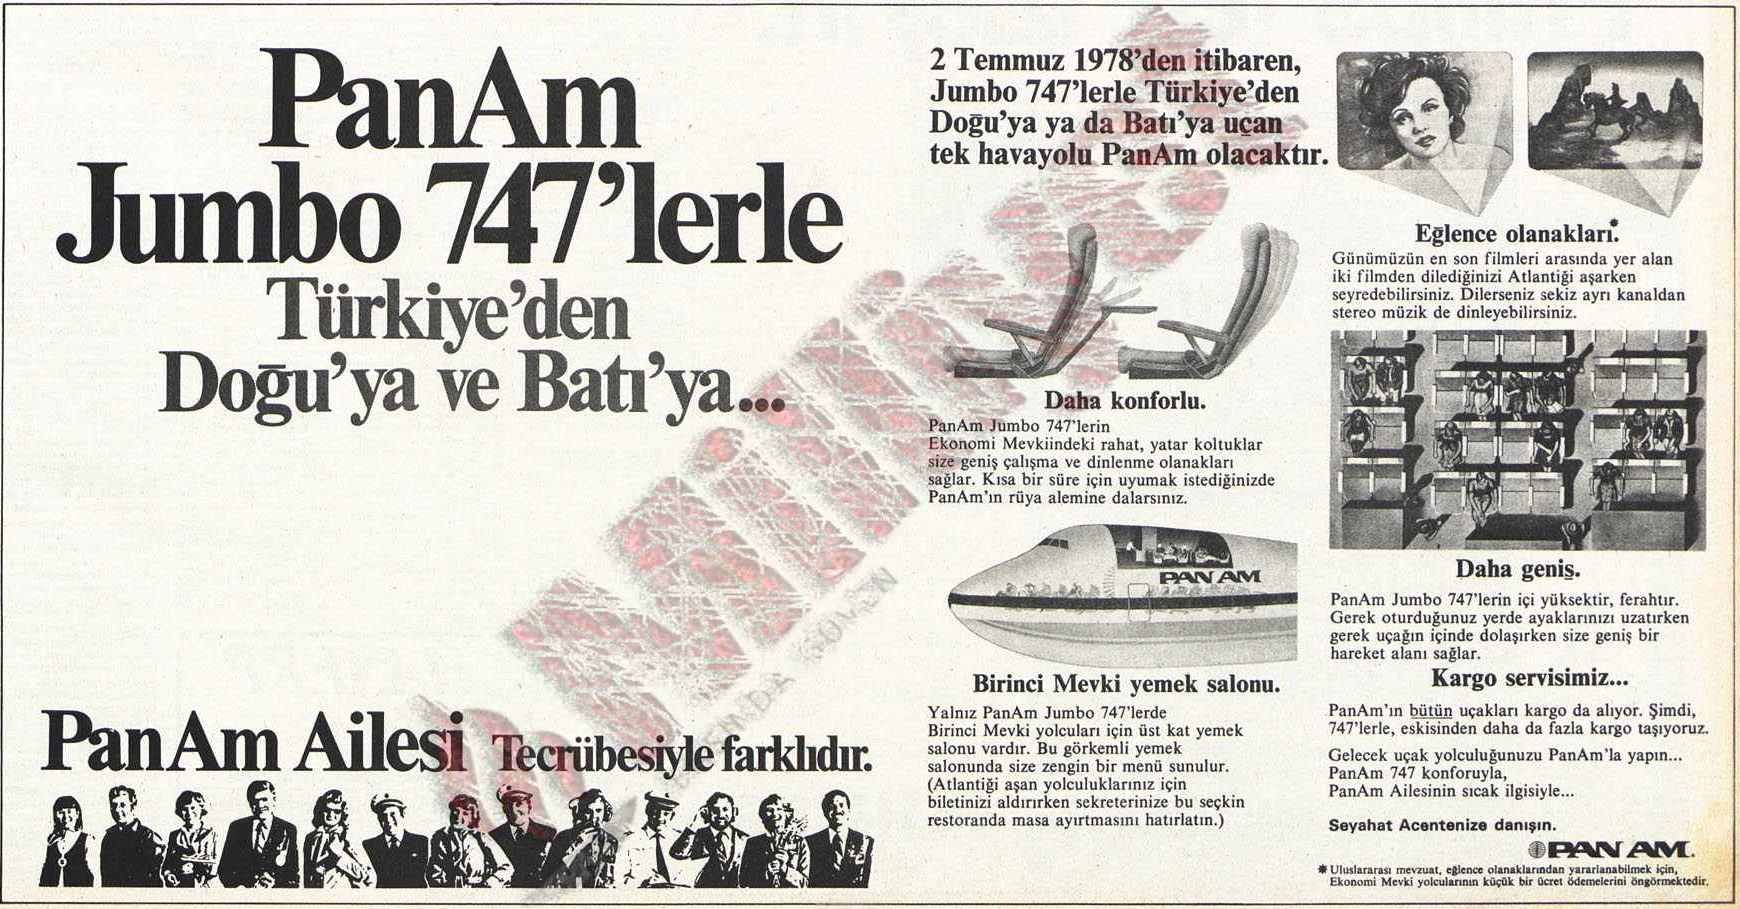 PanAm
Jumbo 747'lerle
Türkiye'den
Doğu'ya ve Batı'ya...
PanAm Ailesi Tecrübesiyle farklıdır.
2 Temmuz 1978'den itibaren,
Jumbo 747'lerle Türkiye'den
Doğu'ya ya da Batı'ya uçan
tek havayolu PanAm olacaktır.
Daha konforlu.
PanAm Jumbo 747'lerin
Ekonomi Mevkiindeki rahat, yatar koltuklar
size geniş çalışma ve dinlenme olanakları
sağlar. Kısa bir süre için uyumak istediğinizde
PanAm'ın rüya alemine dalarsınız.
PAN AM
Birinci Mevki yemek salonu.
Yalnız PanAm Jumbo 747'lerde
Birinci Mevki yolcuları için üst kat yemek
salonu vardır. Bu görkemli yemek
salonunda size zengin bir menü sunulur.
(Atlantiği aşan yolculuklarınız için
biletinizi aldırırken sekreterinize bu seçkin
restoranda masa ayırtmasını hatırlatın.)
Eğlence olanakları.*
Günümüzün en son filmleri arasında yer alan
iki filmden dilediğinizi Atlantiği aşarken
seyredebilirsiniz. Dilerseniz sekiz ayrı kanaldan
stereo müzik de dinleyebilirsiniz.
Daha geniş.
PanAm Jumbo 747'lerin içi yüksektir, ferahtır.
Gerek oturduğunuz yerde ayaklarınızı uzatırken
gerek uçağın içinde dolaşırken size geniş bir
hareket alanı sağlar.
Kargo servisimiz...
PanAm'ın bütün uçakları kargo da alıyor. Şimdi,
747'lerle, eskisinden daha da fazla kargo taşıyoruz.
Gelecek uçak yolculuğunuzu PanAm'la yapın...
PanAm 747 konforuyla,
PanAm Ailesinin sıcak ilgisiyle...
Seyahat Acentenize danışın.
PAN AM.
* Uluslararası mevzuat, eğlence olanaklarından yararlanabilmek için,
Ekonomi Mevki yolcularının küçük bir ücret ödemelerini öngörmektedir.